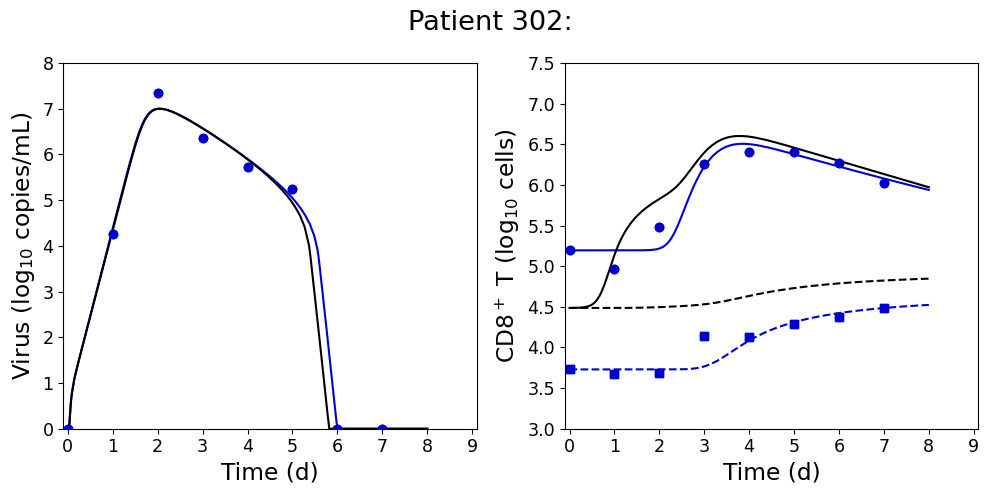 Patient 302:
Virus (log10 copies/mL)
8
7
6
5
4
3
2
1
0
0 1 2 3 4 5 6 7 8 9
Time (d)
CD8+ T (log10 cells)
7.5
7.0
6.5
6.0
5.5
5.0
4.5
4.0
3.5
3.0
0 1 2 3 4 5 6 7 8 9
Time (d)